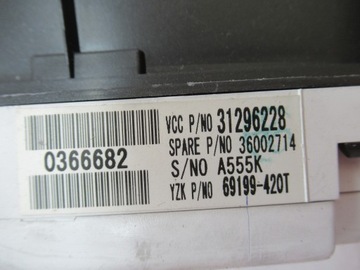 VCC P/NO 31296228
SPARE P/NO 36002714
0366682
S/NO A555K
YZK P/NO 69199-420T